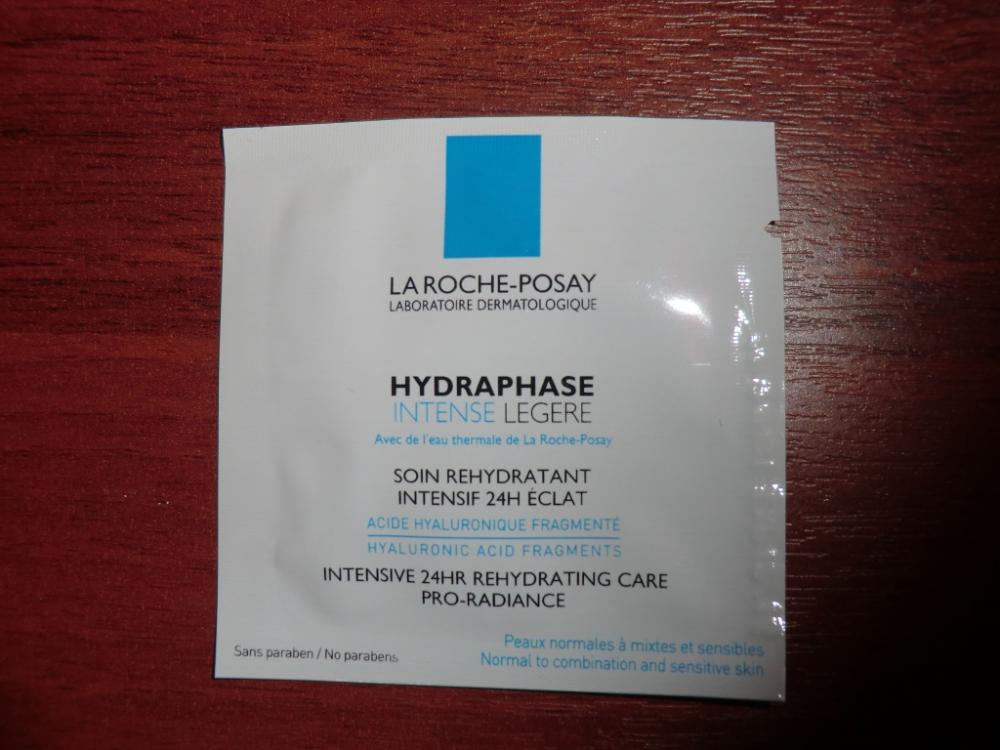 LA ROCHE-POSAY
LABORATOIRE DERMATOLOGIQUE
HYDRAPHASE
INTENSE LEGERE
Avec de l'eau thermale de La Roche-Posay
SOIN REHYDRATANT
INTENSIF 24H ÉCLAT
ACIDE HYALURONIQUE FRAGMENTÉ
HYALURONIC ACID FRAGMENTS
INTENSIVE 24HR REHYDRATING CARE
PRO-RADIANCE
Sans paraben / No parabens
Peaux normales à mixtes et sensibles
Normal to combination and sensitive skin